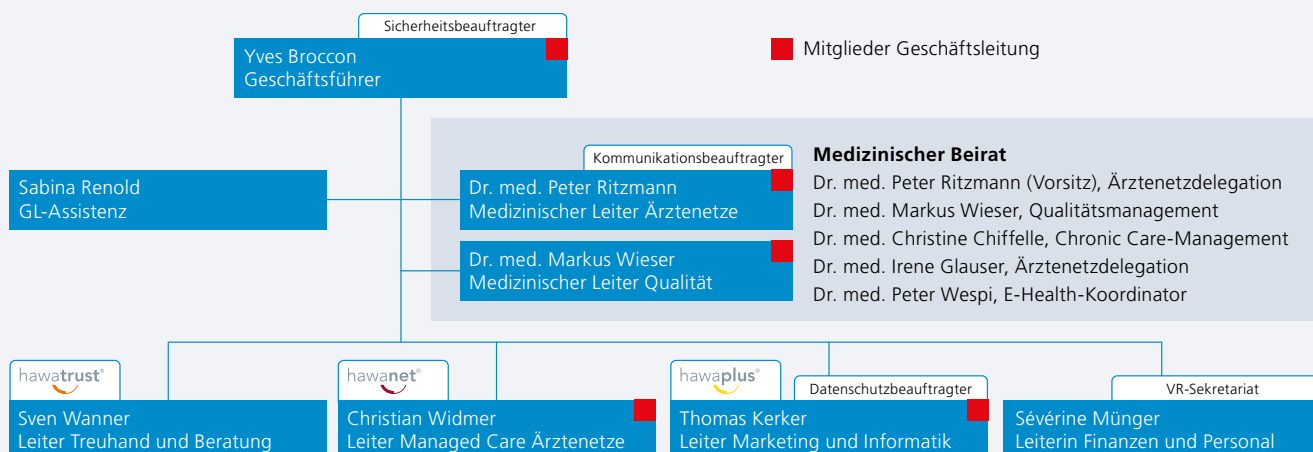 Sicherheitsbeauftragter
Yves Broccon
Geschäftsführer
Mitglieder Geschäftsleitung
Sabina Renold
GL-Assistenz
Kommunikationsbeauftragter
Dr. med. Peter Ritzmann
Medizinischer Leiter Ärztenetze
Dr. med. Markus Wieser
Medizinischer Leiter Qualität
Medizinischer Beirat
Dr. med. Peter Ritzmann (Vorsitz), Ärztenetzdelegation
Dr. med. Markus Wieser, Qualitätsmanagement
Dr. med. Christine Chiffelle, Chronic Care-Management
Dr. med. Irene Glauser, Ärztenetzdelegation
Dr. med. Peter Wespi, E-Health-Koordinator
hawatrust®
Sven Wanner
Leiter Treuhand und Beratung
hawanet®
Christian Widmer
Leiter Managed Care Ärztenetze
hawaplus®
Datenschutzbeauftragter
Thomas Kerker
Leiter Marketing und Informatik
VR-Sekretariat
Sévérine Münger
Leiterin Finanzen und Personal